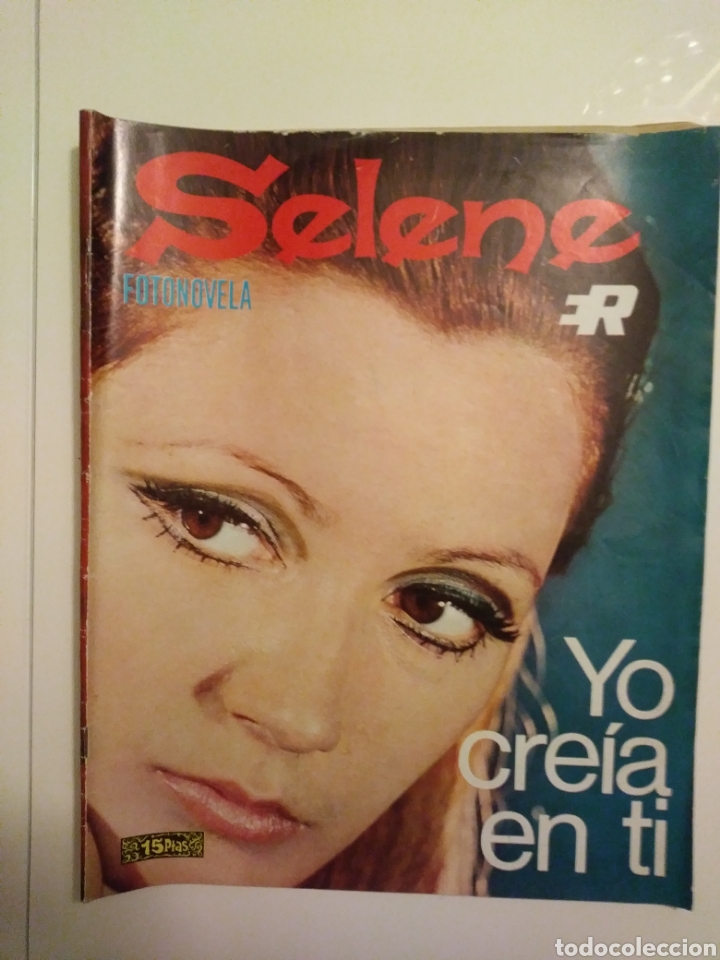 Selene
FOTONOVELA
ER
Yo
creía
en ti
15 Ptas
todocoleccion